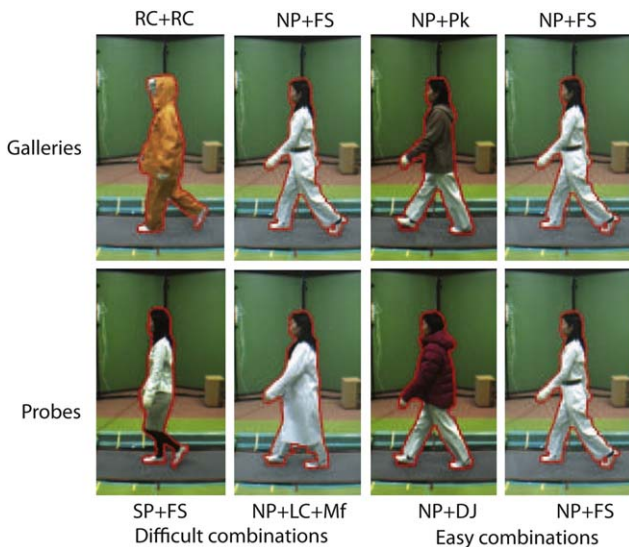 RC+RC NP+FS NP+Pk NP+FS
Galleries
Probes
SP+FS NP+LC+Mf NP+DJ NP+FS
Difficult combinations Easy combinations